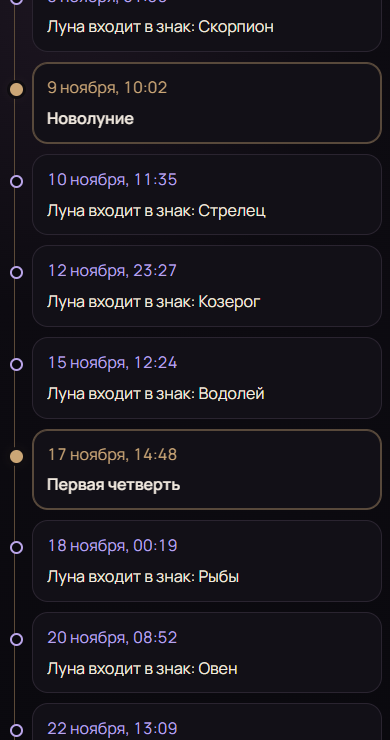 Луна входит в знак: Скорпион
9 ноября, 10:02
Новолуние
10 ноября, 11:35
Луна входит в знак: Стрелец
12 ноября, 23:27
Луна входит в знак: Козерог
15 ноября, 12:24
Луна входит в знак: Водолей
17 ноября, 14:48
Первая четверть
18 ноября, 00:19
Луна входит в знак: Рыбы
20 ноября, 08:52
Луна входит в знак: Овен
22 ноября, 13:09